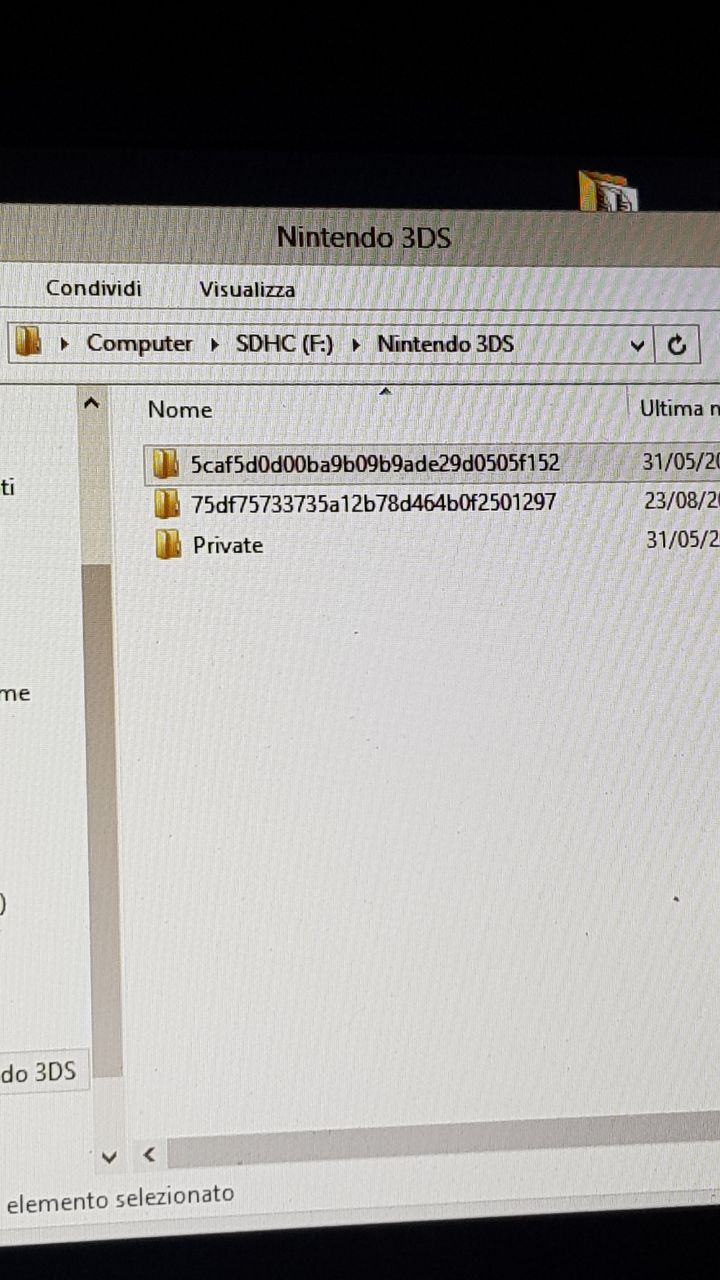 Nintendo 3DS
Condividi Visualizza
Computer SDHC (F:) Nintendo 3DS
Nome Ultima n
ti
5caf5d0d00ba9b09b9ade29d0505f152 31/05/20
75df75733735a12b78d464b0f2501297 23/08/20
Private 31/05/2
me
)
do 3DS
elemento selezionato